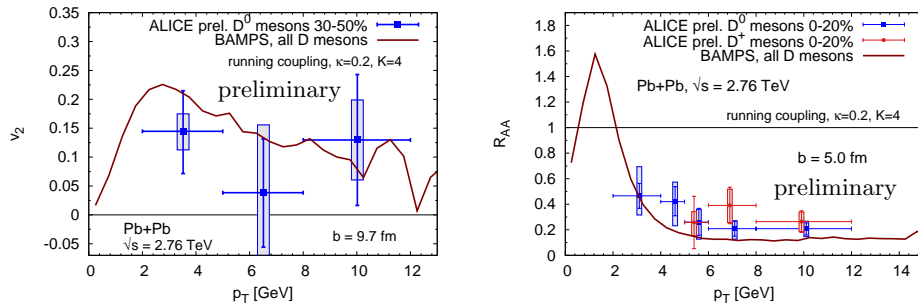 ALICE prel. D⁰ mesons 30-50%
BAMPS, all D mesons
running coupling, κ=0.2, K=4
preliminary
0.35
0.3
0.25
0.2
0.15
0.1
0.05
0
-0.05
v₂
Pb+Pb
√s = 2.76 TeV
b = 9.7 fm
0 2 4 6 8 10 12
p_T [GeV]
ALICE prel. D⁰ mesons 0-20%
ALICE prel. D⁺ mesons 0-20%
BAMPS, all D mesons
Pb+Pb, √s = 2.76 TeV
running coupling, κ=0.2, K=4
b = 5.0 fm
preliminary
1.8
1.6
1.4
1.2
1
0.8
0.6
0.4
0.2
0
R_AA
0 2 4 6 8 10 12 14
p_T [GeV]